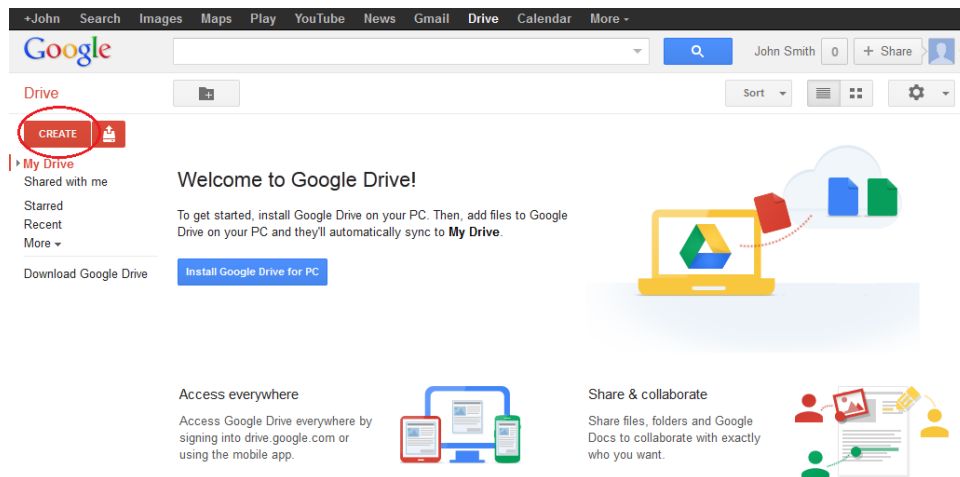 +John Search Images Maps Play YouTube News Gmail Drive Calendar More
Google
John Smith 0 + Share
Drive
Sort
CREATE
My Drive
Shared with me
Starred
Recent
More
Download Google Drive
Welcome to Google Drive!
To get started, install Google Drive on your PC. Then, add files to Google
Drive on your PC and they'll automatically sync to My Drive.
Install Google Drive for PC
Access everywhere
Access Google Drive everywhere by
signing into drive.google.com or
using the mobile app.
Share & collaborate
Share files, folders and Google
Docs to collaborate with exactly
who you want.